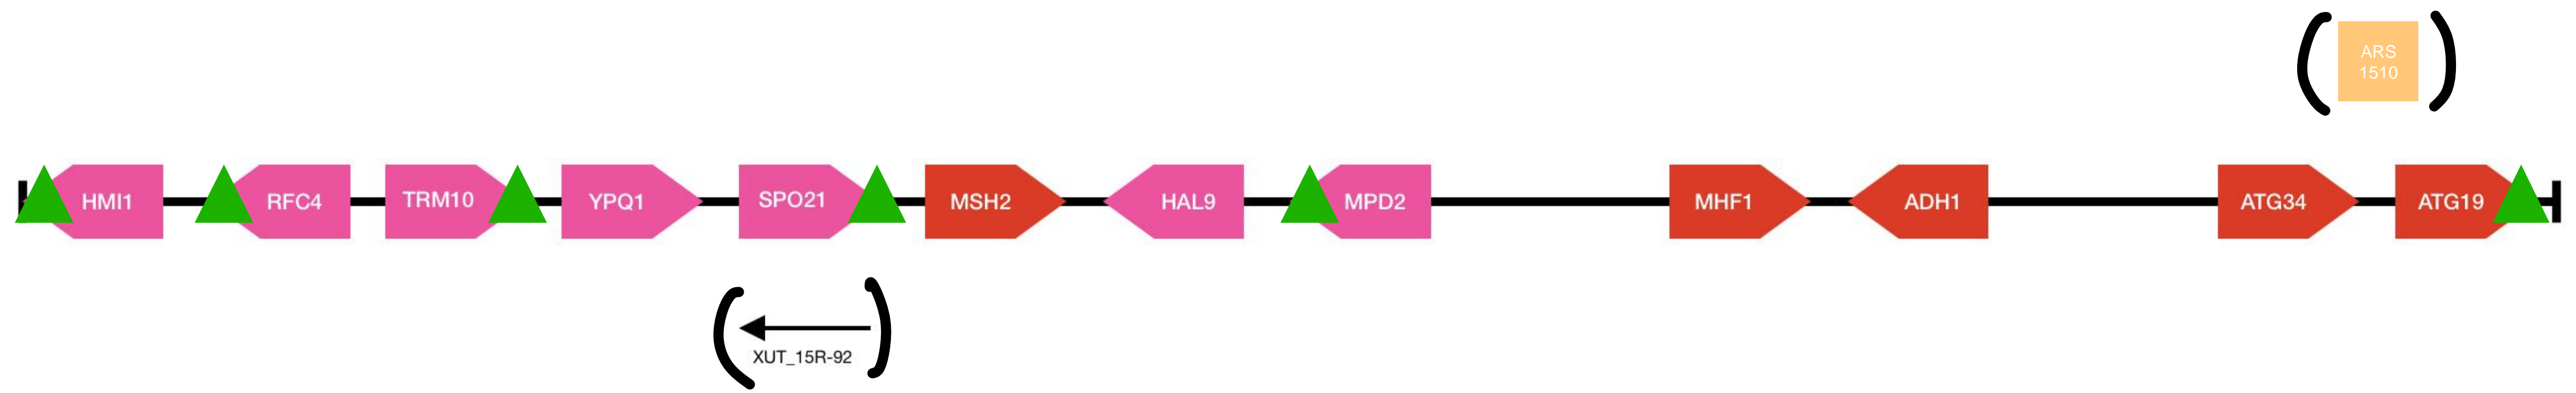 ARS
1510
HMI1
RFC4
TRM10
YPQ1
SPO21
MSH2
HAL9
MPD2
MHF1
ADH1
ATG34
ATG19
XUT_15R-92